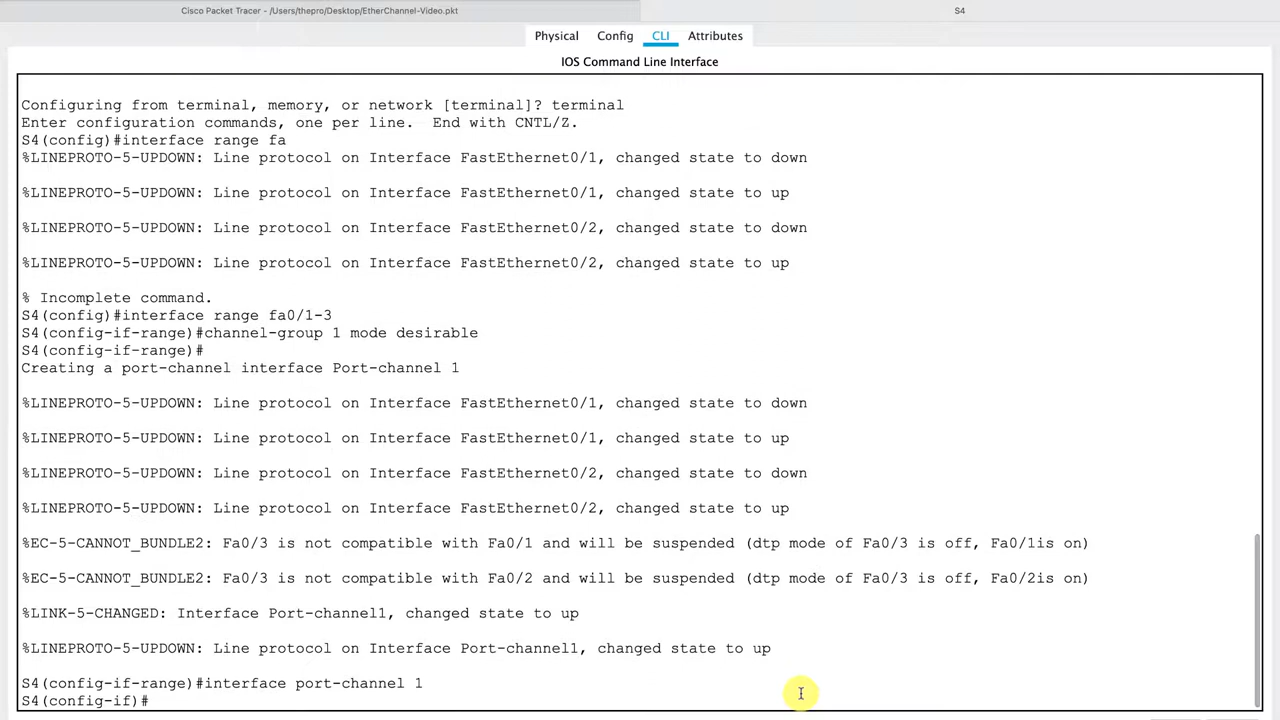 Cisco Packet Tracer - /Users/thepro/Desktop/EtherChannel-Video.pkt
S4
Physical Config CLI Attributes
IOS Command Line Interface
Configuring from terminal, memory, or network [terminal]? terminal
Enter configuration commands, one per line.  End with CNTL/Z.
S4(config)#interface range fa
%LINEPROTO-5-UPDOWN: Line protocol on Interface FastEthernet0/1, changed state to down
%LINEPROTO-5-UPDOWN: Line protocol on Interface FastEthernet0/1, changed state to up
%LINEPROTO-5-UPDOWN: Line protocol on Interface FastEthernet0/2, changed state to down
%LINEPROTO-5-UPDOWN: Line protocol on Interface FastEthernet0/2, changed state to up
% Incomplete command.
S4(config)#interface range fa0/1-3
S4(config-if-range)#channel-group 1 mode desirable
S4(config-if-range)#
Creating a port-channel interface Port-channel 1
%LINEPROTO-5-UPDOWN: Line protocol on Interface FastEthernet0/1, changed state to down
%LINEPROTO-5-UPDOWN: Line protocol on Interface FastEthernet0/1, changed state to up
%LINEPROTO-5-UPDOWN: Line protocol on Interface FastEthernet0/2, changed state to down
%LINEPROTO-5-UPDOWN: Line protocol on Interface FastEthernet0/2, changed state to up
%EC-5-CANNOT_BUNDLE2: Fa0/3 is not compatible with Fa0/1 and will be suspended (dtp mode of Fa0/3 is off, Fa0/1is on)
%EC-5-CANNOT_BUNDLE2: Fa0/3 is not compatible with Fa0/2 and will be suspended (dtp mode of Fa0/3 is off, Fa0/2is on)
%LINK-5-CHANGED: Interface Port-channel1, changed state to up
%LINEPROTO-5-UPDOWN: Line protocol on Interface Port-channel1, changed state to up
S4(config-if-range)#interface port-channel 1
S4(config-if)#